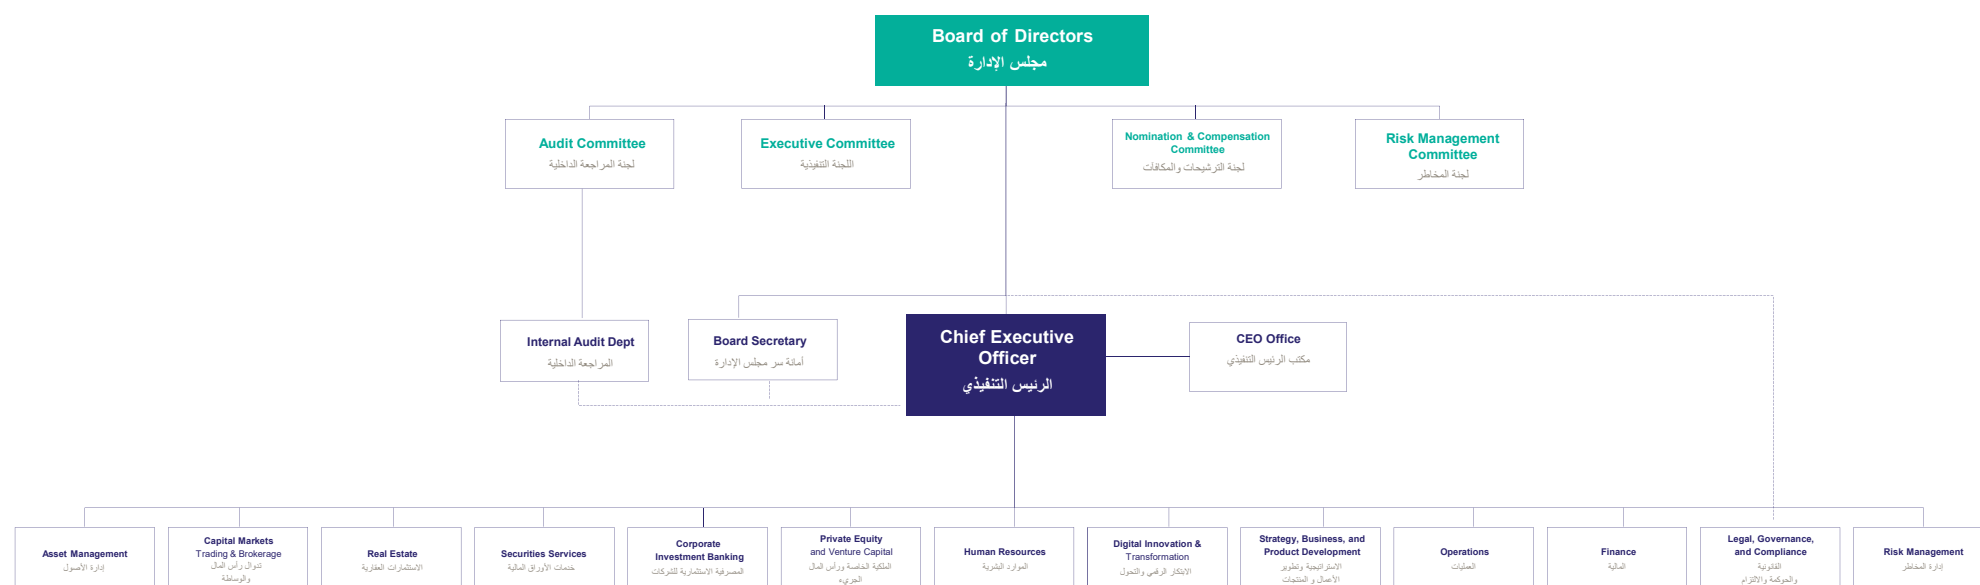 Board of Directors
مجلس الإدارة
Audit Committee
لجنة المراجعة الداخلية
Executive Committee
اللجنة التنفيذية
Nomination & Compensation
Committee
لجنة الترشيحات والمكافآت
Risk Management
Committee
لجنة المخاطر
Internal Audit Dept
المراجعة الداخلية
Board Secretary
أمانة سر مجلس الإدارة
Chief Executive
Officer
الرئيس التنفيذي
CEO Office
مكتب الرئيس التنفيذي
Asset Management
إدارة الأصول
Capital Markets
Trading & Brokerage
تدوال رأس المال
والوساطة
Real Estate
الاستثمارات العقارية
Securities Services
خدمات الأوراق المالية
Corporate
Investment Banking
المصرفية الاستثمارية للشركات
Private Equity
and Venture Capital
الملكية الخاصة ورأس المال
الجريء
Human Resources
الموارد البشرية
Digital Innovation &
Transformation
الابتكار الرقمي والتحول
Strategy, Business, and
Product Development
الاستراتيجية وتطوير
الأعمال و المنتجات
Operations
العمليات
Finance
المالية
Legal, Governance,
and Compliance
القانونية
والحوكمة والالتزام
Risk Management
إدارة المخاطر